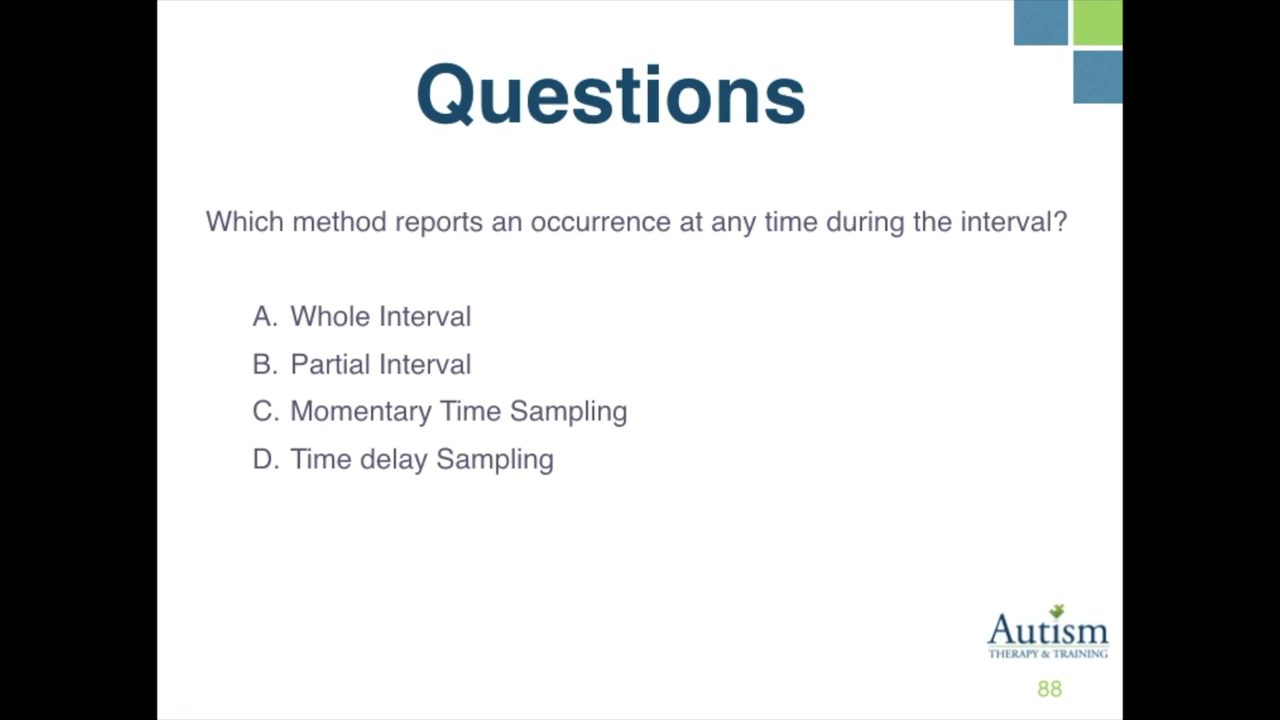 Questions
Which method reports an occurrence at any time during the interval?
A. Whole Interval
B. Partial Interval
C. Momentary Time Sampling
D. Time delay Sampling
Autism
THERAPY & TRAINING
88